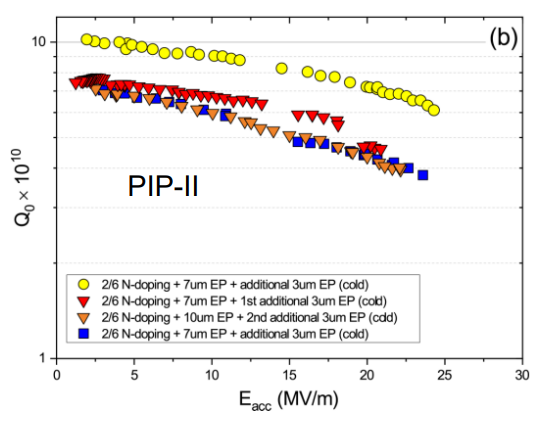 (b)
10
Q0 × 10^10
PIP-II
2/6 N-doping + 7um EP + additional 3um EP (cold)
2/6 N-doping + 7um EP + 1st additional 3um EP (cold)
2/6 N-doping + 10um EP + 2nd additional 3um EP (cold)
2/6 N-doping + 7um EP + additional 3um EP (cold)
1
0 5 10 15 20 25 30
Eacc (MV/m)